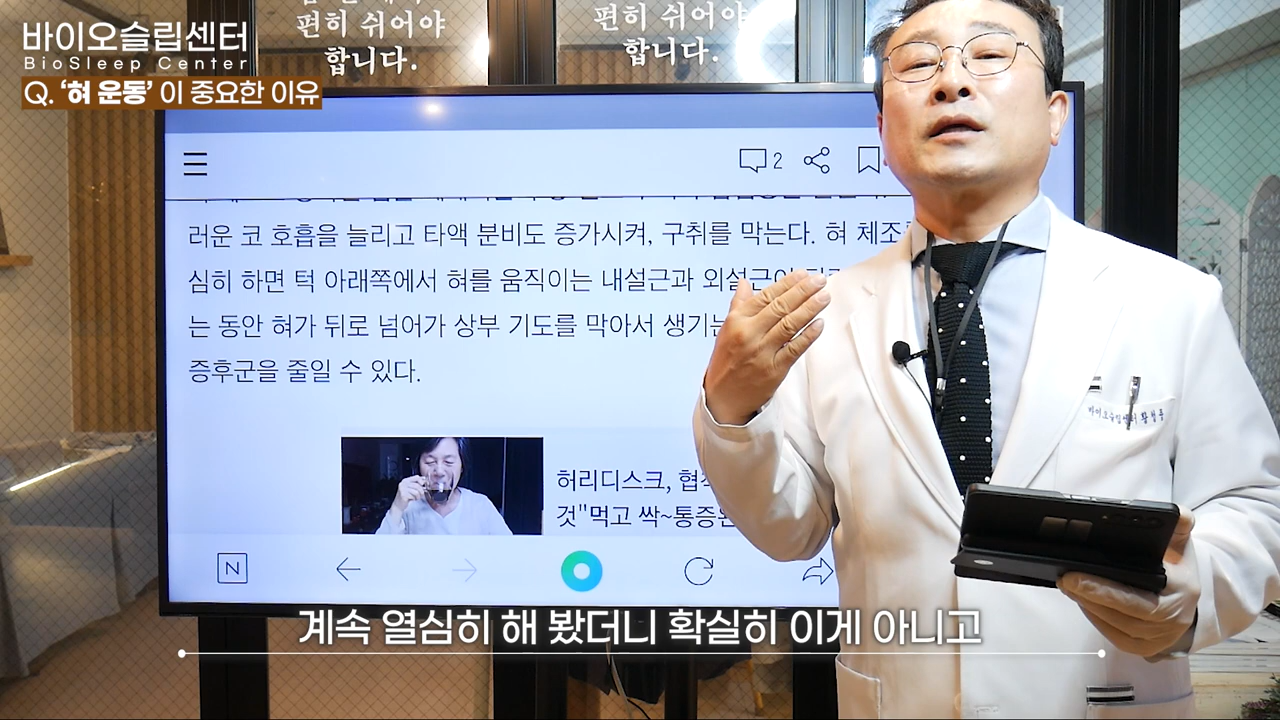 편히 쉬어야
합니다.
편히 쉬어야
합니다.
바이오슬립센터
BioSleep Center
Q. '혀 운동' 이 중요한 이유
2
러운 코 호흡을 늘리고 타액 분비도 증가시켜, 구취를 막는다. 혀 체조
심히 하면 턱 아래쪽에서 혀를 움직이는 내설근과 외설근이
는 동안 혀가 뒤로 넘어가 상부 기도를 막아서 생기는
증후군을 줄일 수 있다.
바이오슬립센터
허리디스크,
것"먹고 싹~통증
N
계속 열심히 해 봤더니 확실히 이게 아니고